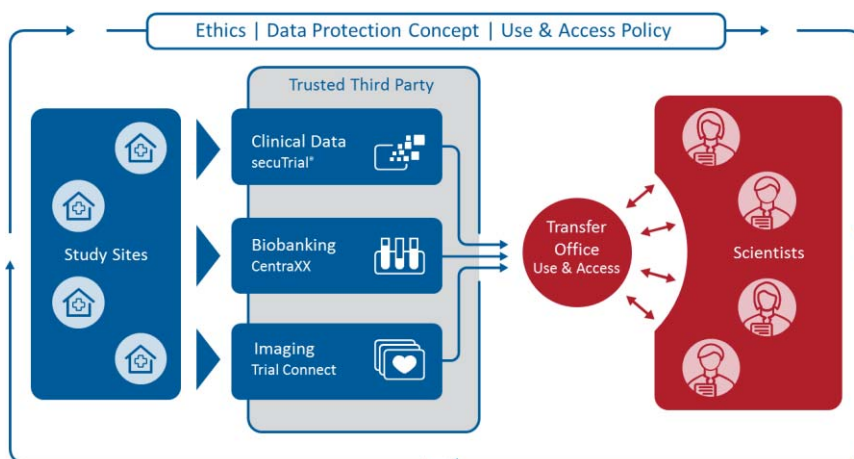 Ethics | Data Protection Concept | Use & Access Policy
Trusted Third Party
Study Sites
Clinical Data
secuTrial®
Biobanking
CentraXX
Imaging
Trial Connect
Transfer
Office
Use & Access
Scientists